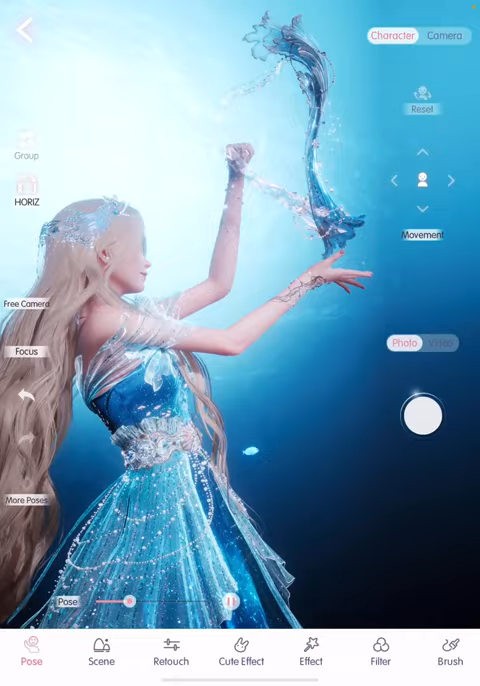 Character Camera
Reset
Group
HORIZ
Movement
Free Camera
Photo Video
Focus
More Poses
Pose
Pose Scene Retouch Cute Effect Effect Filter Brush